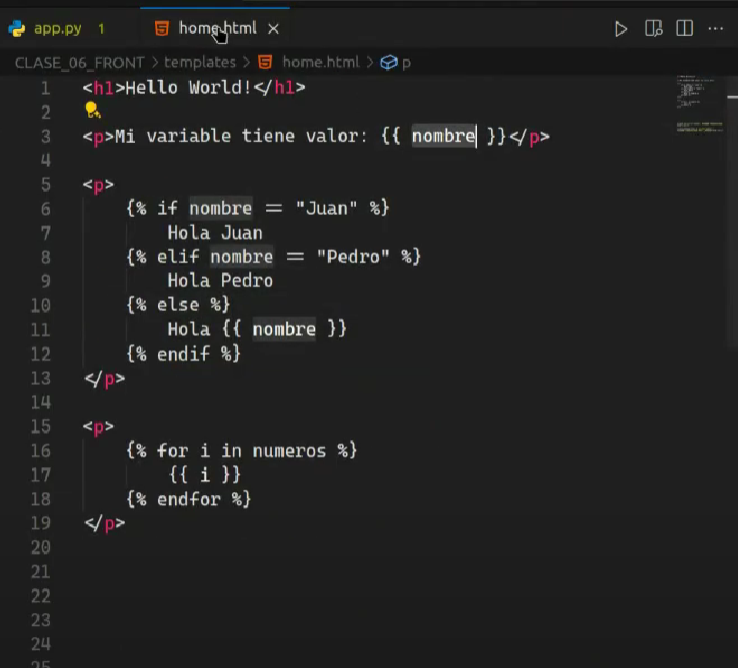 app.py 1 home.html ×
CLASE_06_FRONT > templates > home.html > p
1 <h1>Hello World!</h1>
2
3 <p>Mi variable tiene valor: {{ nombre }}</p>
4
5 <p>
6 {% if nombre == "Juan" %}
7 Hola Juan
8 {% elif nombre == "Pedro" %}
9 Hola Pedro
10 {% else %}
11 Hola {{ nombre }}
12 {% endif %}
13 </p>
14
15 <p>
16 {% for i in numeros %}
17 {{ i }}
18 {% endfor %}
19 </p>
20
21
22
23
24
25